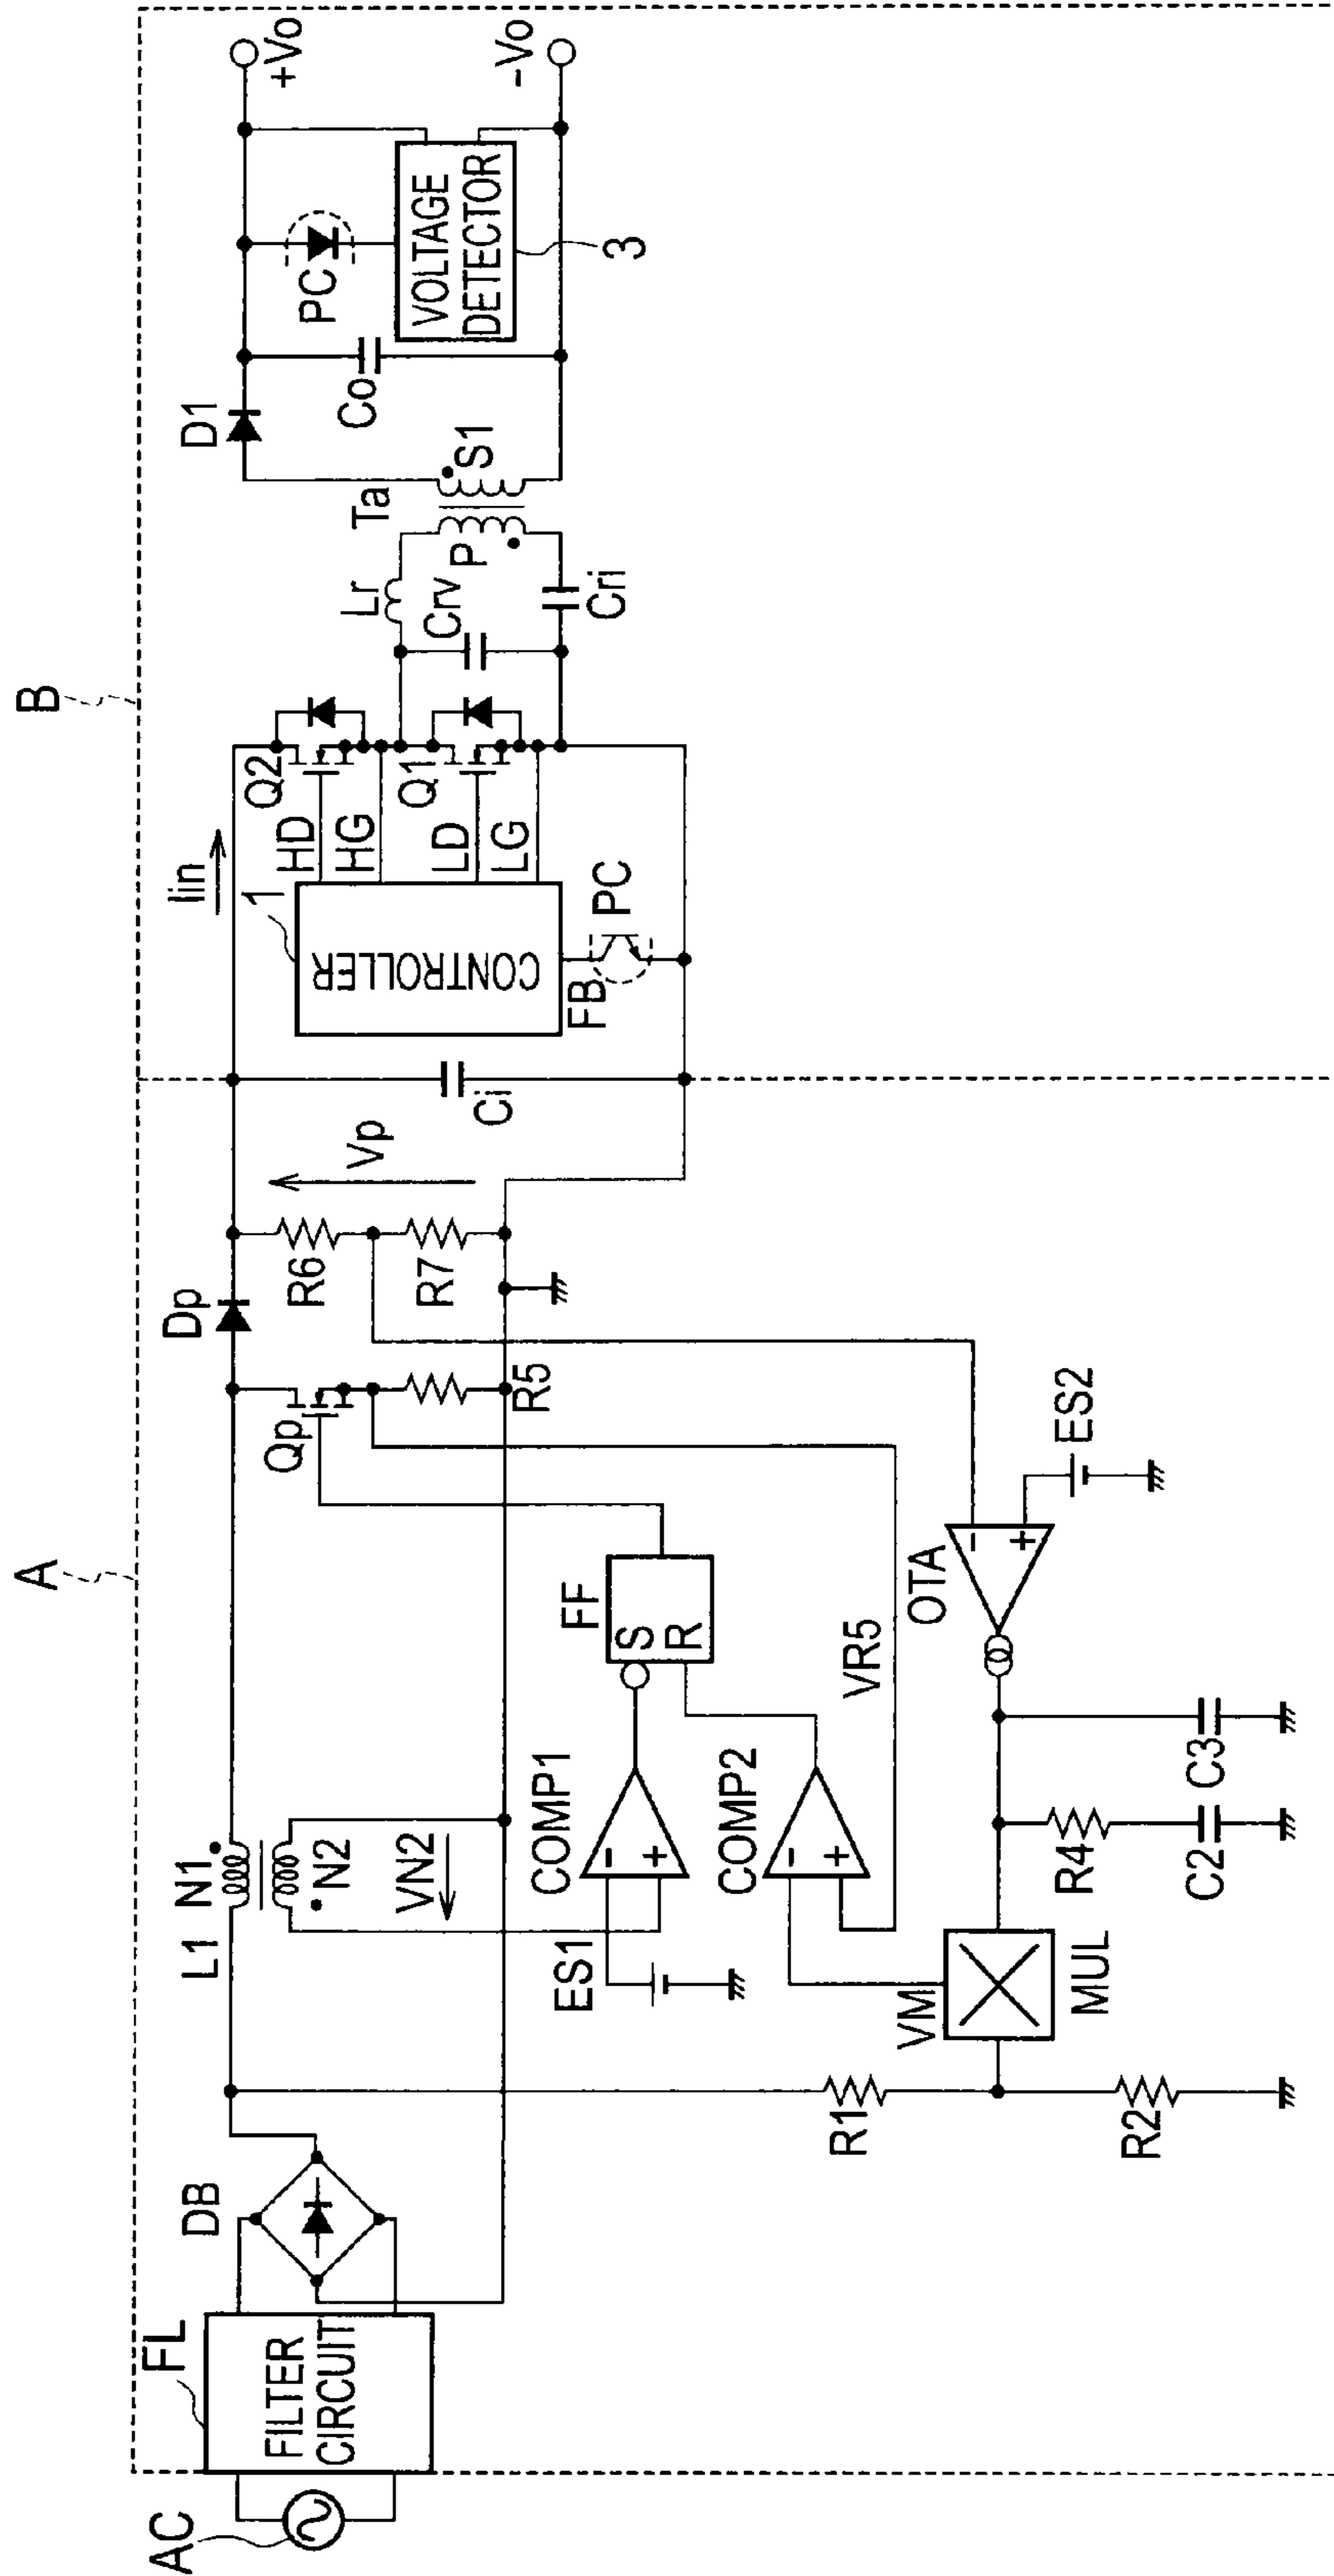 A
B
AC
FL
FILTER
CIRCUIT
DB
L1
N1
N2
VN2
Dp
Qp
R5
R6
R7
Vp
Ci
Iin
1
CONTROLLER
HD
HG
LD
LG
FB
PC
Q2
Q1
Lr
Crv
Cri
P
Ta
S1
D1
Co
PC
VOLTAGE
DETECTOR
3
+Vo
-Vo
ES1
COMP1
-
+
FF
S
R
COMP2
-
+
VR5
VM
MUL
R1
R2
R4
C2
C3
OTA
-
+
ES2